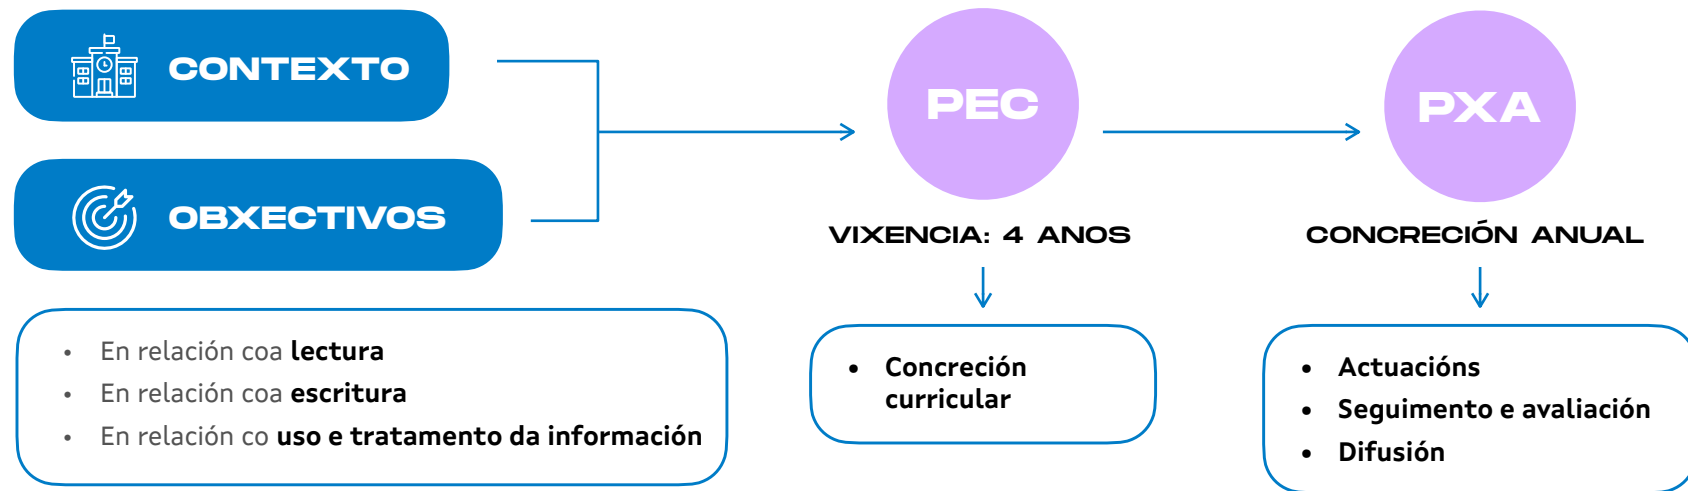 CONTEXTO
OBXECTIVOS
• En relación coa lectura
• En relación coa escritura
• En relación co uso e tratamento da información
PEC
VIXENCIA: 4 ANOS
• Concreción
curricular
PXA
CONCRECIÓN ANUAL
• Actuacións
• Seguimento e avaliación
• Difusión